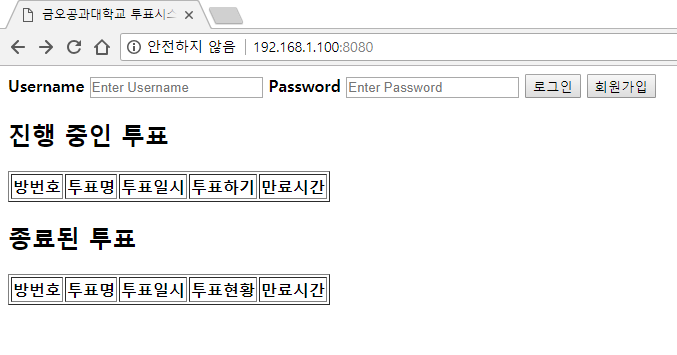 금오공과대학교 투표시스
안전하지 않음 192.168.1.100:8080
Username Enter Username Password Enter Password 로그인 회원가입
진행 중인 투표
방번호 투표명 투표일시 투표하기 만료시간
종료된 투표
방번호 투표명 투표일시 투표현황 만료시간